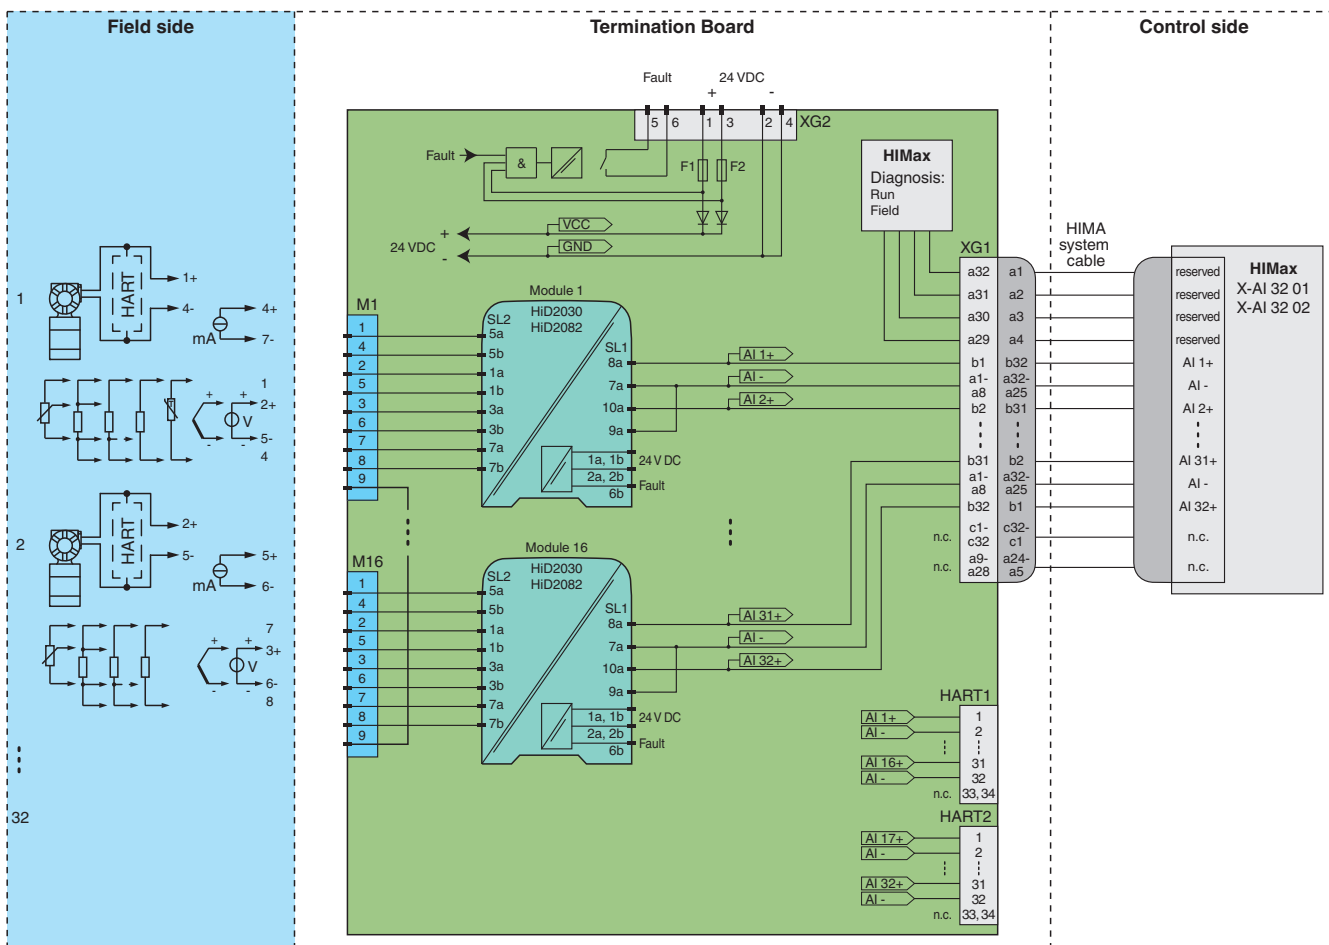 Field side
Termination Board
Control side
Fault
24 VDC
+
-
5 6 1 3 2 4
XG2
Fault
&
F1
F2
VCC
+
24 VDC
GND
-
HIMax
Diagnosis:
Run
Field
XG1
HIMA
system
cable
HIMax
X-AI 32 01
X-AI 32 02
a32 a1 reserved
a31 a2 reserved
a30 a3 reserved
a29 a4 reserved
b1 b32 AI 1+
a1- a32- AI -
a8 a25
b2 b31 AI 2+
b31 b2 AI 31+
a1- a32- AI -
a8 a25
b32 b1 AI 32+
n.c. c1- c32- n.c.
c32 c1
n.c. a9- a24- n.c.
a28 a5
1
HART
1+
4-
mA
4+
7-
+ +
V
- -
1
2+
5-
4
2
HART
2+
5-
mA
5+
6-
+ +
V
- -
7
3+
6-
8
32
M1
1
4
2
5
3
6
7
8
9
Module 1
HiD2030
HiD2082
SL2
5a
5b
1a
1b
3a
3b
7a
7b
SL1
8a
7a
10a
9a
1a, 1b
24 V DC
2a, 2b
Fault
6b
AI 1+
AI -
AI 2+
M16
1
4
2
5
3
6
7
8
9
Module 16
HiD2030
HiD2082
SL2
5a
5b
1a
1b
3a
3b
7a
7b
SL1
8a
7a
10a
9a
1a, 1b
24 V DC
2a, 2b
Fault
6b
AI 31+
AI -
AI 32+
HART1
AI 1+ 1
AI - 2
AI 16+ 31
AI - 32
n.c. 33, 34
HART2
AI 17+ 1
AI - 2
AI 32+ 31
AI - 32
n.c. 33, 34